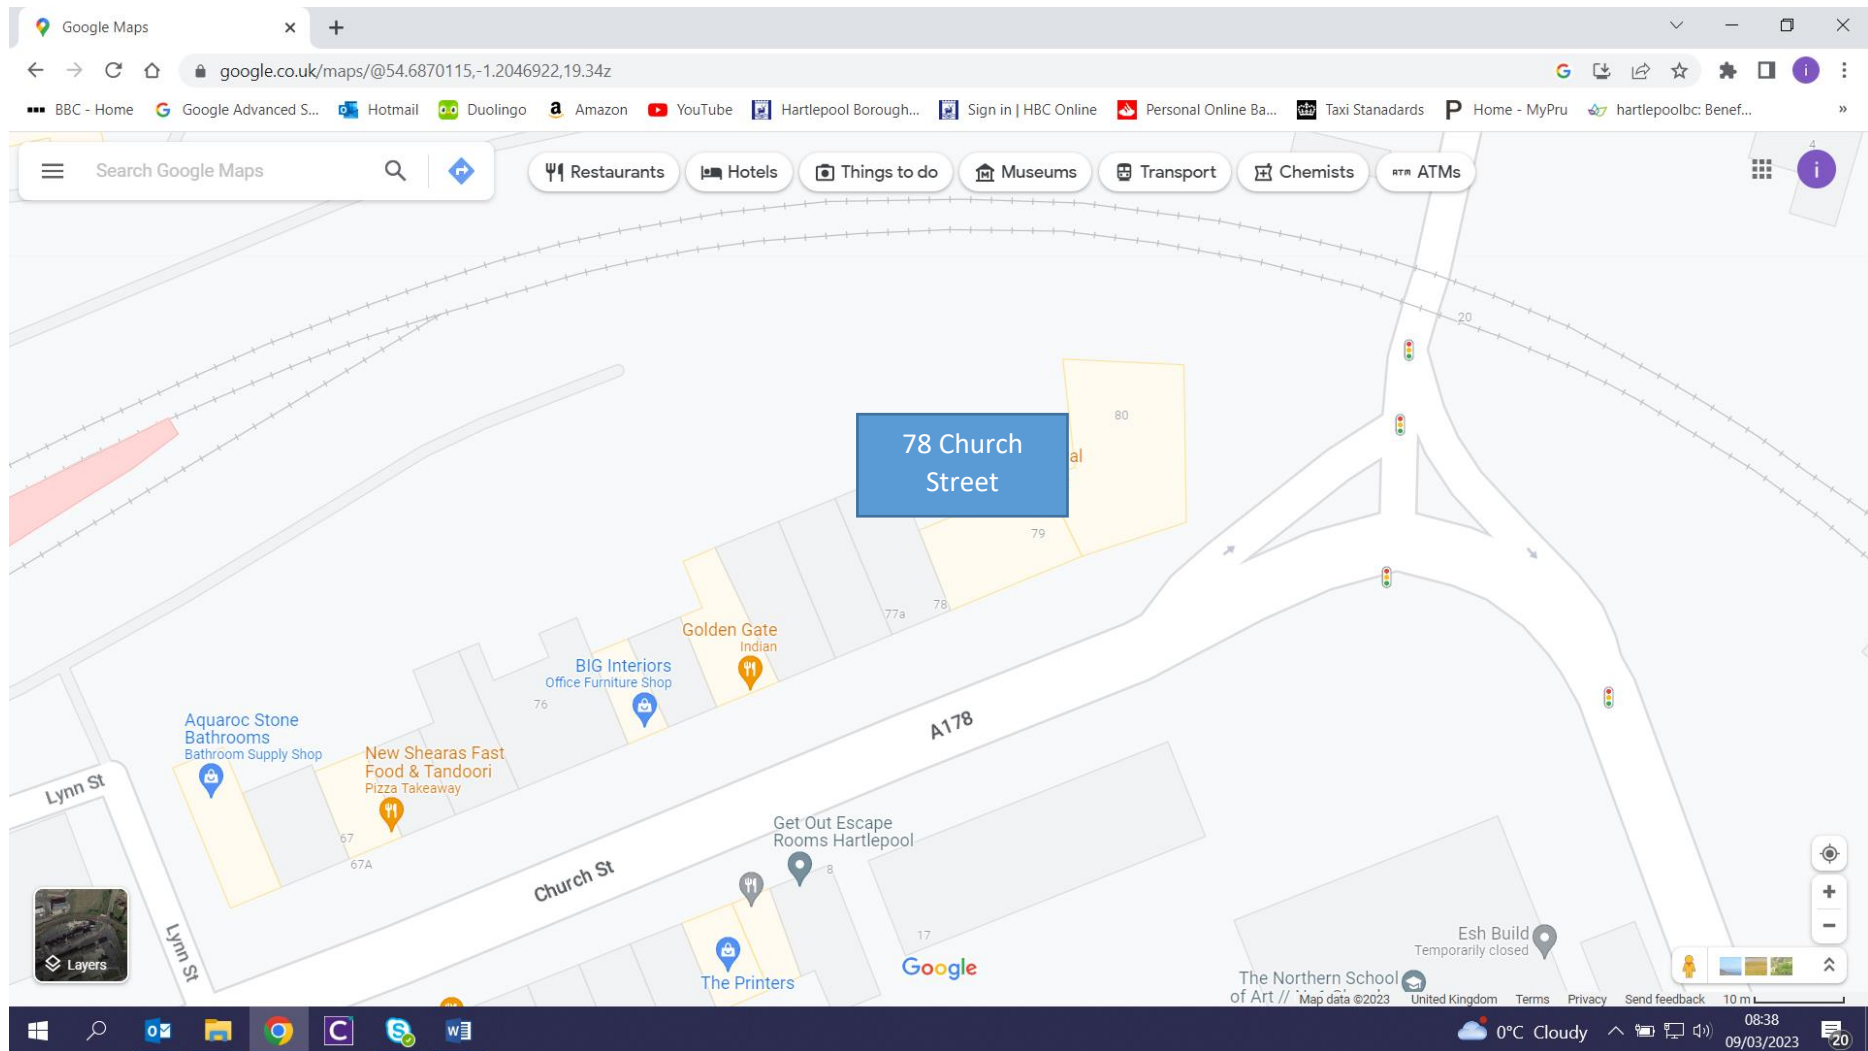 Google Maps
google.co.uk/maps/@54.6870115,-1.2046922,19.34z
G
i
BBC - Home
Google Advanced S...
Hotmail
Duolingo
Amazon
YouTube
Hartlepool Borough...
Sign in | HBC Online
Personal Online Ba...
Taxi Stanadards
Home - MyPru
hartlepoolbc: Benef...
»
Search Google Maps
Restaurants
Hotels
Things to do
Museums
Transport
Chemists
ATM ATMs
i
4
20
80
78 Church
Street
al
79
77a
78
Golden Gate
Indian
BIG Interiors
Office Furniture Shop
76
A178
Aquaroc Stone
Bathrooms
Bathroom Supply Shop
New Shearas Fast
Food & Tandoori
Pizza Takeaway
Lynn St
67
67A
Get Out Escape
Rooms Hartlepool
8
Church St
17
Lynn St
Layers
The Printers
Google
Esh Build
Temporarily closed
The Northern School
of Art //
Map data ©2023
United Kingdom
Terms
Privacy
Send feedback
10 m
0°C Cloudy
08:38
09/03/2023
20